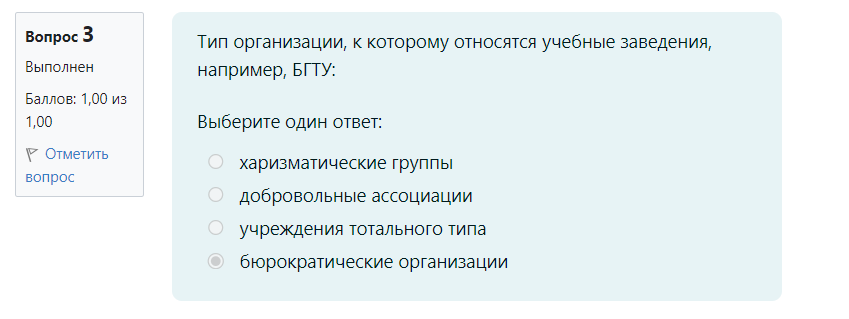 Вопрос 3
Выполнен
Баллов: 1,00 из
1,00
Отметить
вопрос
Тип организации, к которому относятся учебные заведения,
например, БГТУ:
Выберите один ответ:
харизматические группы
добровольные ассоциации
учреждения тотального типа
бюрократические организации